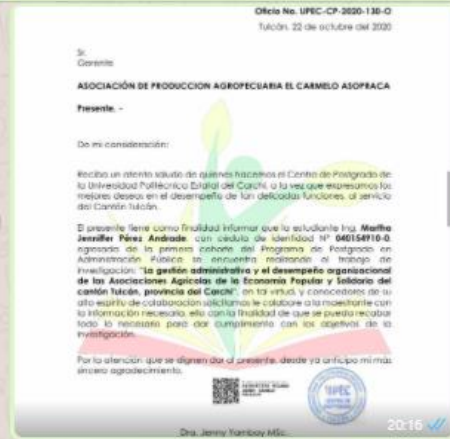 Oficio No. UPEC-CP-2020-130-O
Tulcán, 22 de octubre del 2020
Sr.
Gerente
ASOCIACIÓN DE PRODUCCION AGROPECUARIA EL CARMELO ASOPRACA
Presente. -
De mi consideración:
Reciba un atento saludo de quienes hacemos el Centro de Postgrado de
la Universidad Politécnica Estatal del Carchi, a la vez que expresamos los
mejores deseos en el desempeño de tan delicadas funciones, al servicio
del Cantón Tulcán.
El presente tiene como finalidad informar que la estudiante Ing. Martha
Jenniffer Pérez Andrade, con cédula de identidad N° 040154910-0,
egresada de la primera cohorte del Programa de Postgrado en
Administración Pública, se encuentra realizando el trabajo de
investigación: "La gestión administrativa y el desempeño organizacional
de las Asociaciones Agrícolas de la Economía Popular y Solidaria del
cantón Tulcán, provincia del Carchi", en tal virtud, y conocedores de su
alto espíritu de colaboración solicitamos le colabore a la maestrante con
la información necesaria, ello con la finalidad de que se pueda recabar
todo lo necesario para dar cumplimiento con los objetivos de la
investigación.
Por la atención que se dignen dar al presente, desde ya anticipo mi más
sincero agradecimiento.
UPEC
20:16
Dra. Jenny Yambay MSc.